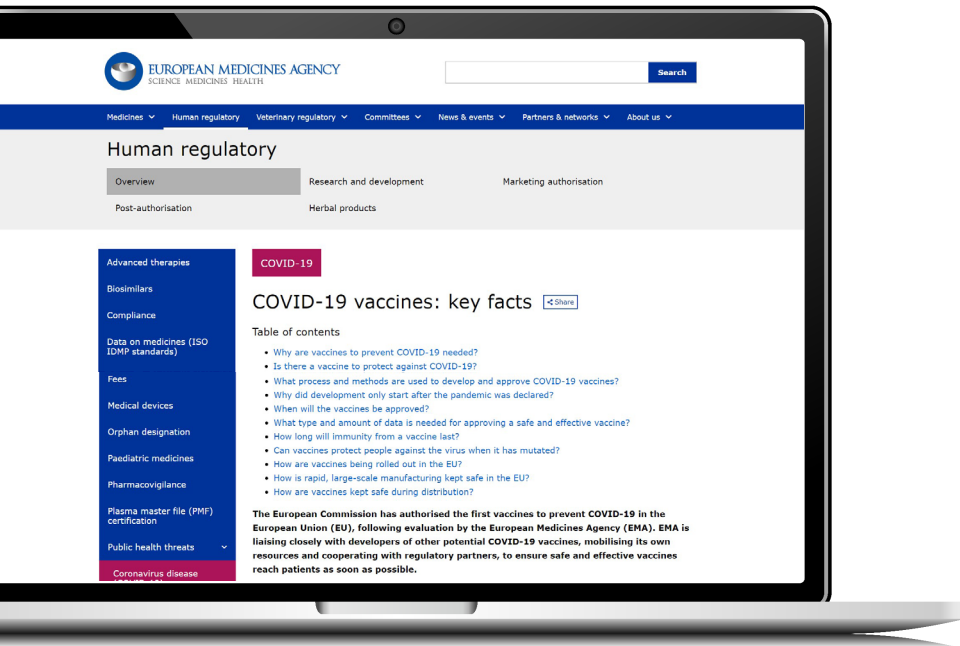 EUROPEAN MEDICINES AGENCY
SCIENCE MEDICINES HEALTH
Search
Medicines Human regulatory Veterinary regulatory Committees News & events Partners & networks About us
Human regulatory
Overview Research and development Marketing authorisation
Post-authorisation Herbal products
Advanced therapies
Biosimilars
Compliance
Data on medicines (ISO
IDMP standards)
Fees
Medical devices
Orphan designation
Paediatric medicines
Pharmacovigilance
Plasma master file (PMF)
certification
Public health threats
Coronavirus disease
COVID-19
COVID-19 vaccines: key facts Share
Table of contents
• Why are vaccines to prevent COVID-19 needed?
• Is there a vaccine to protect against COVID-19?
• What process and methods are used to develop and approve COVID-19 vaccines?
• Why did development only start after the pandemic was declared?
• When will the vaccines be approved?
• What type and amount of data is needed for approving a safe and effective vaccine?
• How long will immunity from a vaccine last?
• Can vaccines protect people against the virus when it has mutated?
• How are vaccines being rolled out in the EU?
• How is rapid, large-scale manufacturing kept safe in the EU?
• How are vaccines kept safe during distribution?
The European Commission has authorised the first vaccines to prevent COVID-19 in the
European Union (EU), following evaluation by the European Medicines Agency (EMA). EMA is
liaising closely with developers of other potential COVID-19 vaccines, mobilising its own
resources and cooperating with regulatory partners, to ensure safe and effective vaccines
reach patients as soon as possible.